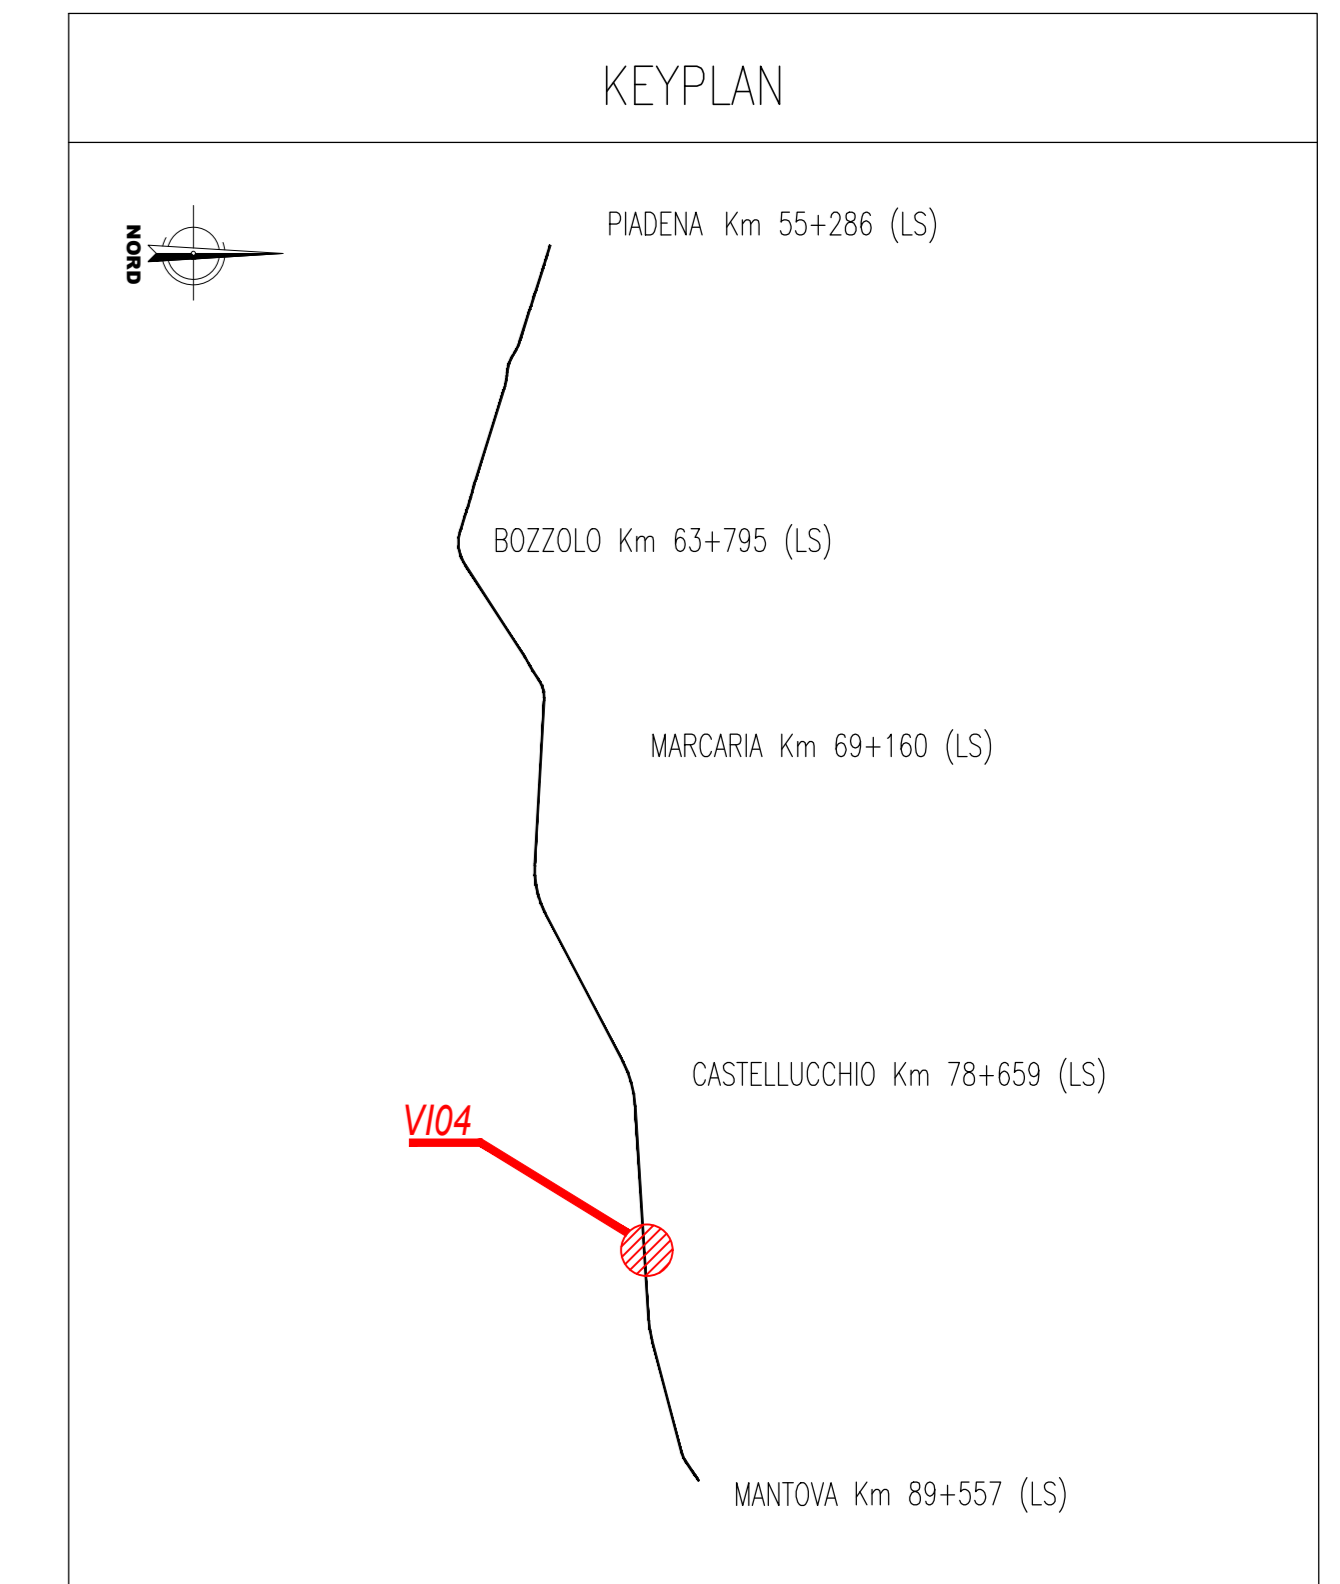 KEYPLAN
NORD
PIADENA Km 55+286 (LS)
BOZZOLO Km 63+795 (LS)
MARCARIA Km 69+160 (LS)
CASTELLUCCHIO Km 78+659 (LS)
VI04
MANTOVA Km 89+557 (LS)